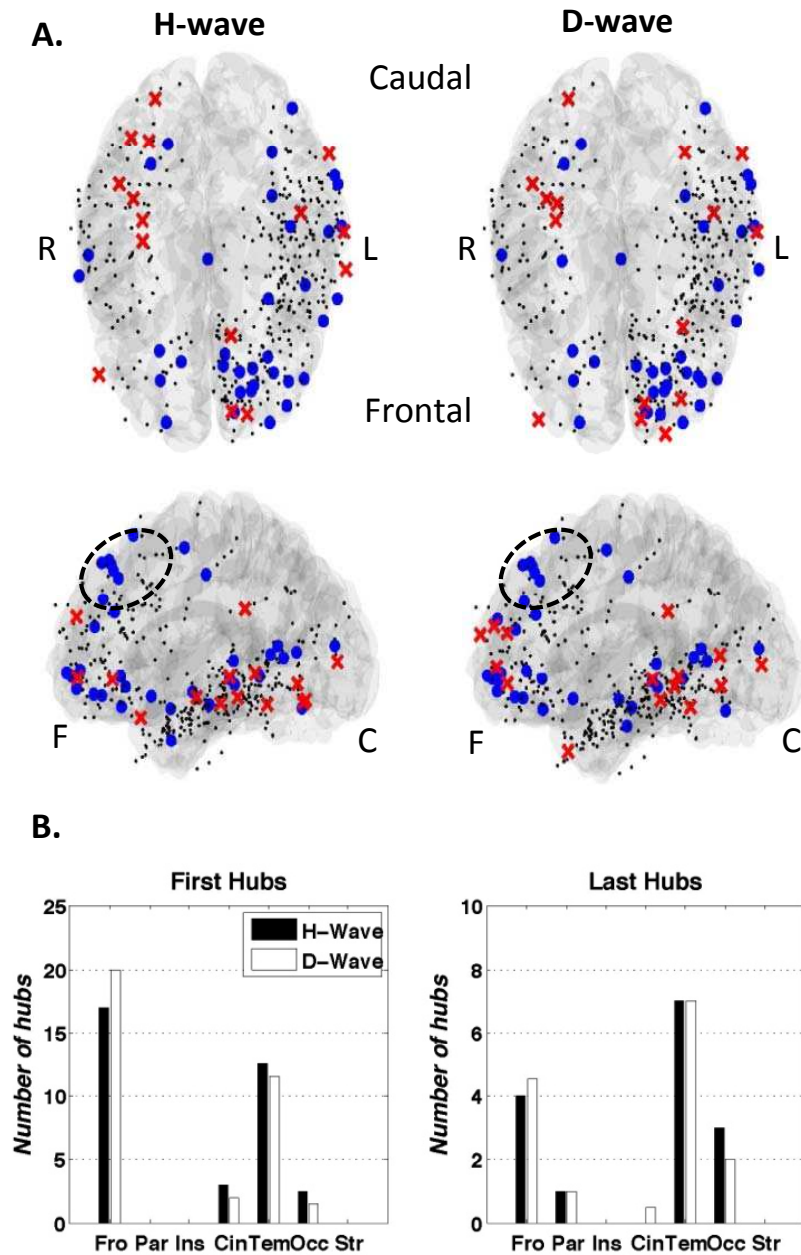 A.
H-wave
D-wave
Caudal
R
L
R
L
Frontal
F
C
F
C
B.
First Hubs
Last Hubs
Number of hubs
25
20
15
10
5
0
H-Wave
D-Wave
Fro Par Ins CinTemOcc Str
Number of hubs
10
8
6
4
2
0
Fro Par Ins CinTemOcc Str